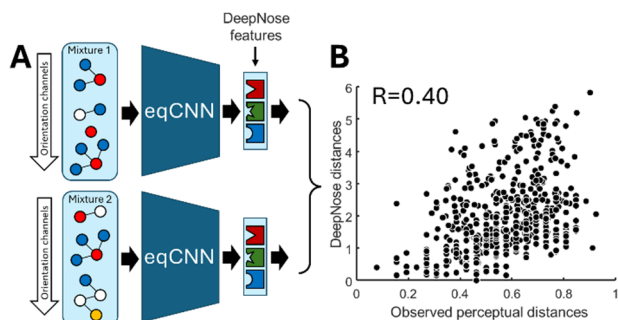 A
Orientation channels
Mixture 1
eqCNN
DeepNose
features
Orientation channels
Mixture 2
eqCNN
B
R=0.40
DeepNose distances
6
5
4
3
2
1
0
0
0.2
0.4
0.6
0.8
1
Observed perceptual distances